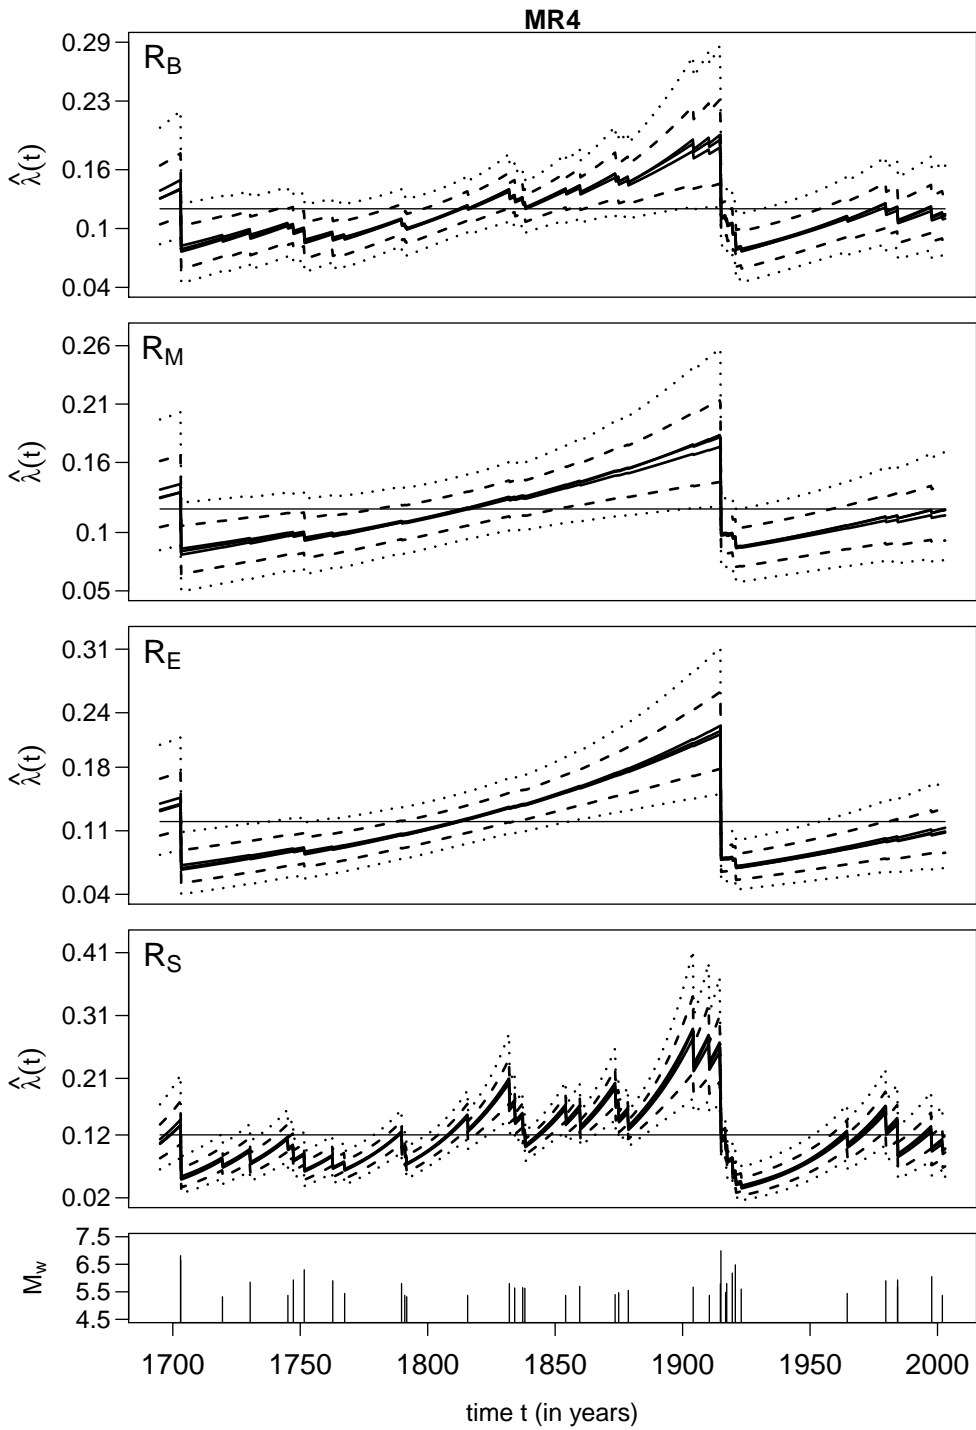 MR4
R_B
0.29
0.23
0.16
0.1
0.04
λ̂(t)
R_M
0.26
0.21
0.16
0.1
0.05
λ̂(t)
R_E
0.31
0.24
0.18
0.11
0.04
λ̂(t)
R_S
0.41
0.31
0.21
0.12
0.02
λ̂(t)
7.5
6.5
5.5
4.5
M_w
1700 1750 1800 1850 1900 1950 2000
time t (in years)